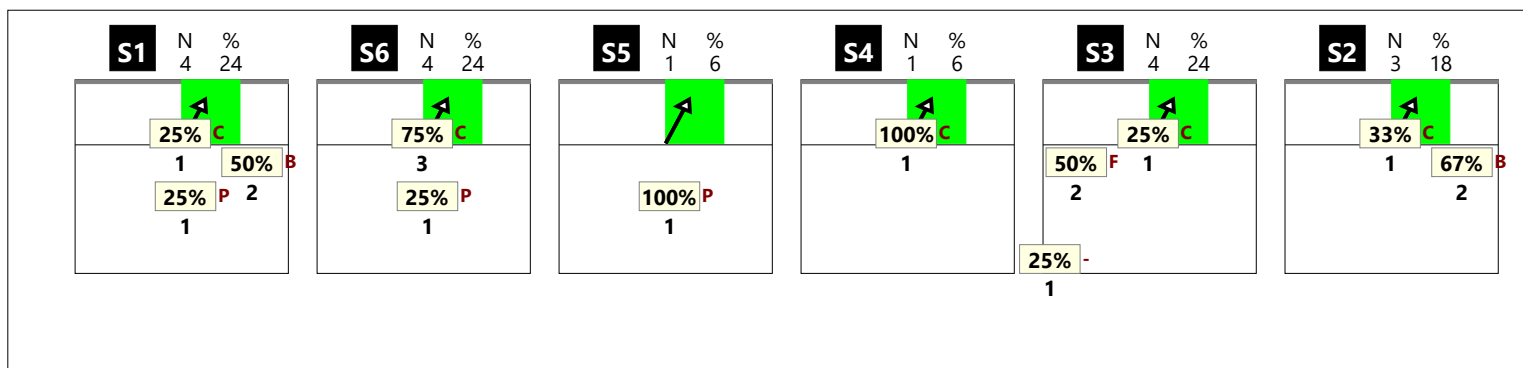 S1 N % S6 N % S5 N % S4 N % S3 N % S2 N %
4 24 4 24 1 6 1 6 4 24 3 18
25% C 75% C 100% C 25% C 33% C
1 50% B 3 1 50% F 1 1 67% B
25% P 2 25% P 100% P 2 2
1 1 1
25% -
1